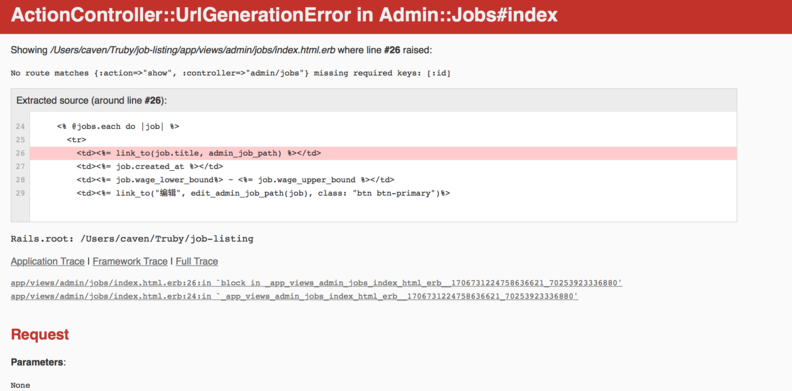 ActionController::UrlGenerationError in Admin::Jobs#index
Showing /Users/caven/Truby/job-listing/app/views/admin/jobs/index.html.erb where line #26 raised:
No route matches {:action=>"show", :controller=>"admin/jobs"} missing required keys: [:id]
Extracted source (around line #26):
24 <% @jobs.each do |job| %>
25 <tr>
26 <td><%= link_to(job.title, admin_job_path) %></td>
27 <td><%= job.created_at %></td>
28 <td><%= job.wage_lower_bound%> - <%= job.wage_upper_bound %></td>
29 <td><%= link_to("编辑", edit_admin_job_path(job), class: "btn btn-primary")%>
Rails.root: /Users/caven/Truby/job-listing
Application Trace | Framework Trace | Full Trace
app/views/admin/jobs/index.html.erb:26:in `block in _app_views_admin_jobs_index_html_erb__1706731224758636621_70253923336880'
app/views/admin/jobs/index.html.erb:24:in `_app_views_admin_jobs_index_html_erb__1706731224758636621_70253923336880'
Request
Parameters:
None